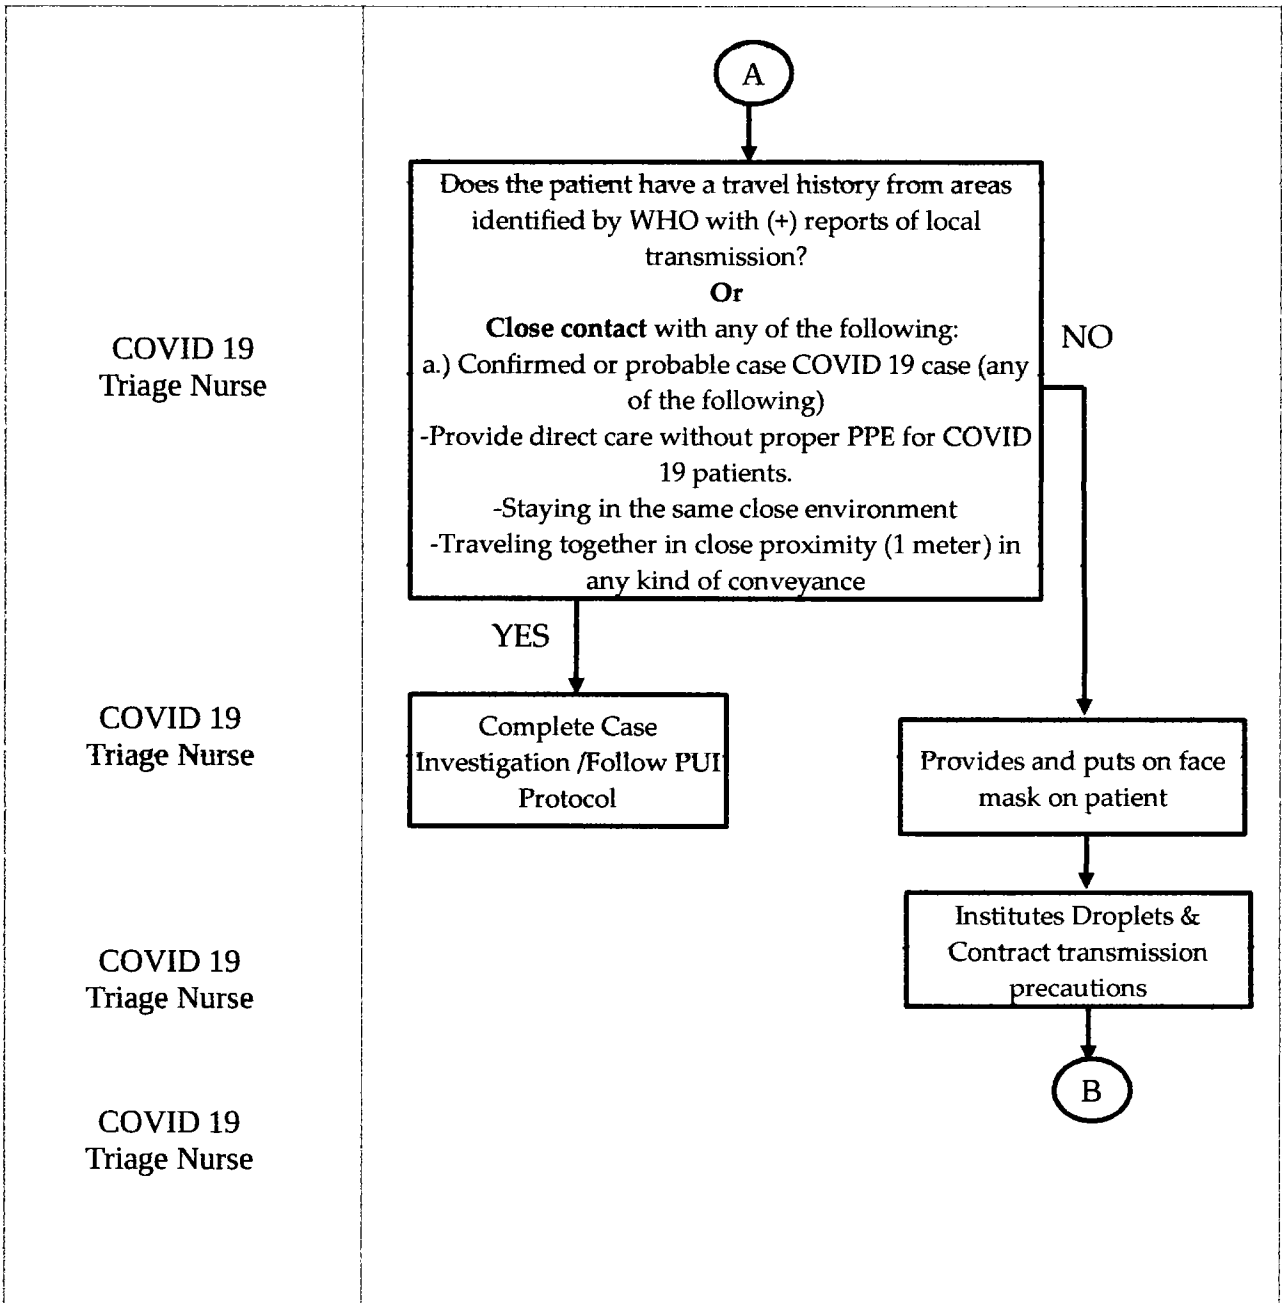 A
Does the patient have a travel history from areas
identified by WHO with (+) reports of local
transmission?
Or
Close contact with any of the following:
a.) Confirmed or probable case COVID 19 case (any
of the following)
-Provide direct care without proper PPE for COVID
19 patients.
-Staying in the same close environment
-Traveling together in close proximity (1 meter) in
any kind of conveyance
NO
COVID 19
Triage Nurse
YES
COVID 19
Triage Nurse
Complete Case
Investigation /Follow PUI
Protocol
Provides and puts on face
mask on patient
COVID 19
Triage Nurse
Institutes Droplets &
Contract transmission
precautions
B
COVID 19
Triage Nurse